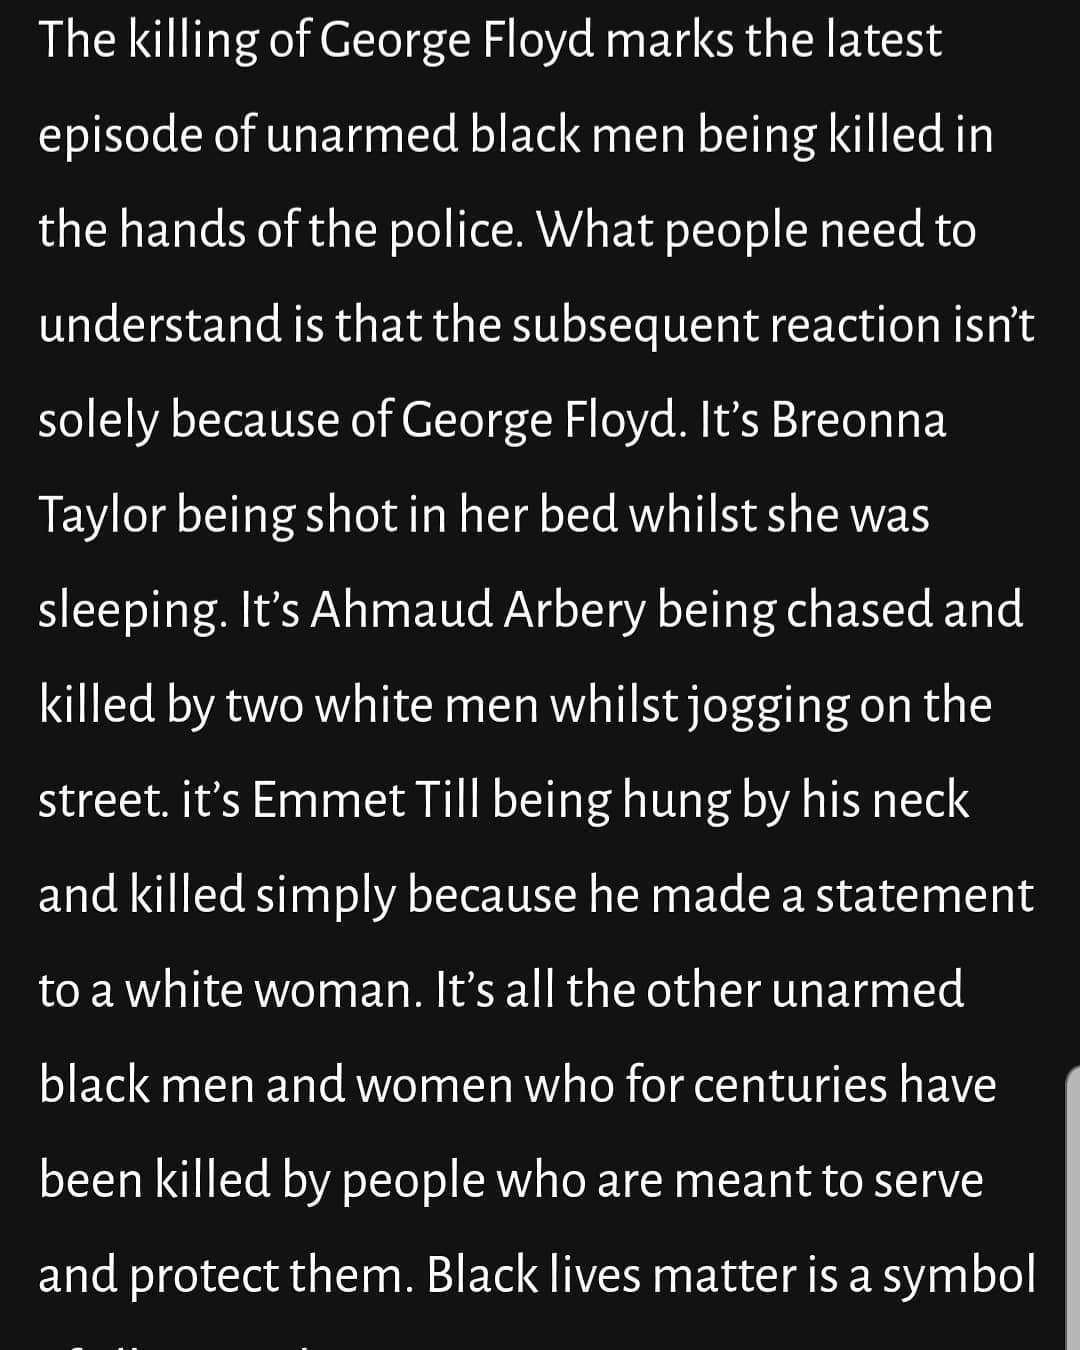 The killing of George Floyd marks the latest
episode of unarmed black men being killed in
the hands of the police. What people need to
understand is that the subsequent reaction isn’t
solely because of George Floyd. It’s Breonna
Taylor being shot in her bed whilst she was
sleeping. It’s Ahmaud Arbery being chased and
killed by two white men whilst jogging on the
street. it’s Emmet Till being hung by his neck
and killed simply because he made a statement
to a white woman. It’s all the other unarmed
black men and women who for centuries have
been killed by people who are meant to serve
and protect them. Black lives matter is a symbol